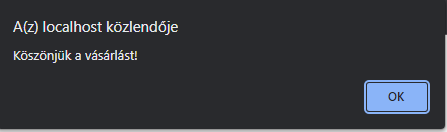 A(z) localhost közlendője
Köszönjük a vásárlást!
OK